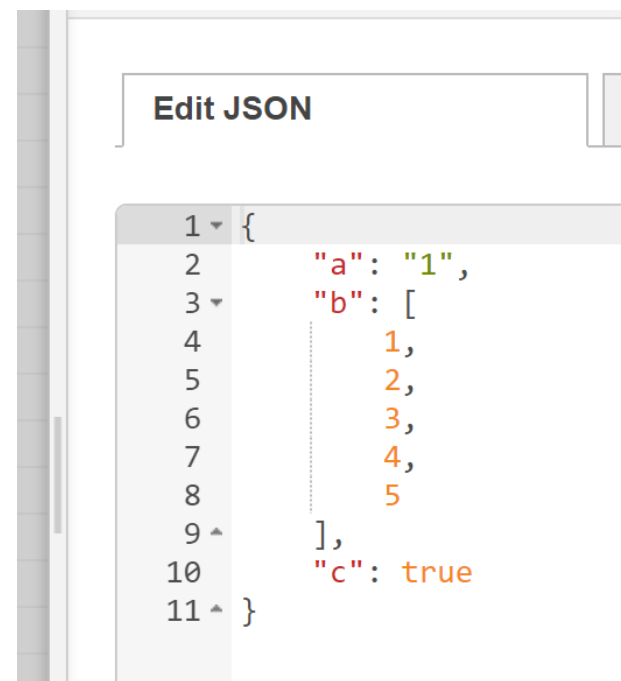 Edit JSON
1 {
2     "a": "1",
3     "b": [
4         1,
5         2,
6         3,
7         4,
8         5
9     ],
10     "c": true
11 }